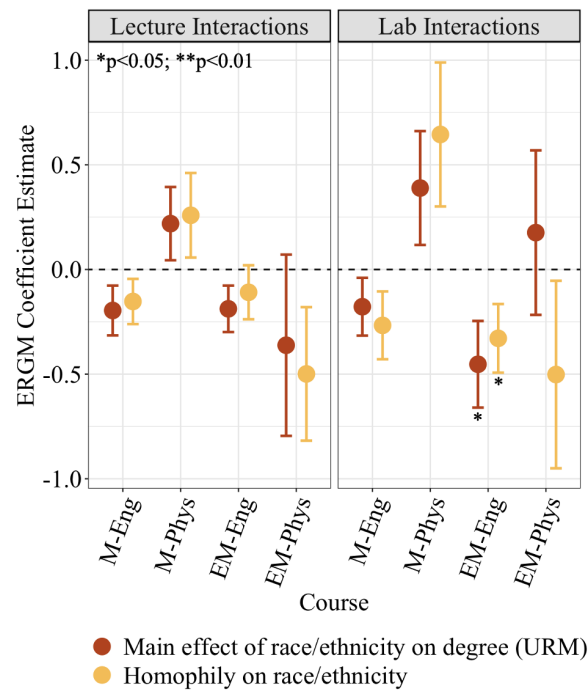 Lecture Interactions
Lab Interactions
*p<0.05; **p<0.01
ERGM Coefficient Estimate
1.0
0.5
0.0
-0.5
-1.0
*
*
M-Eng
M-Phys
EM-Eng
EM-Phys
M-Eng
M-Phys
EM-Eng
EM-Phys
Course
Main effect of race/ethnicity on degree (URM)
Homophily on race/ethnicity